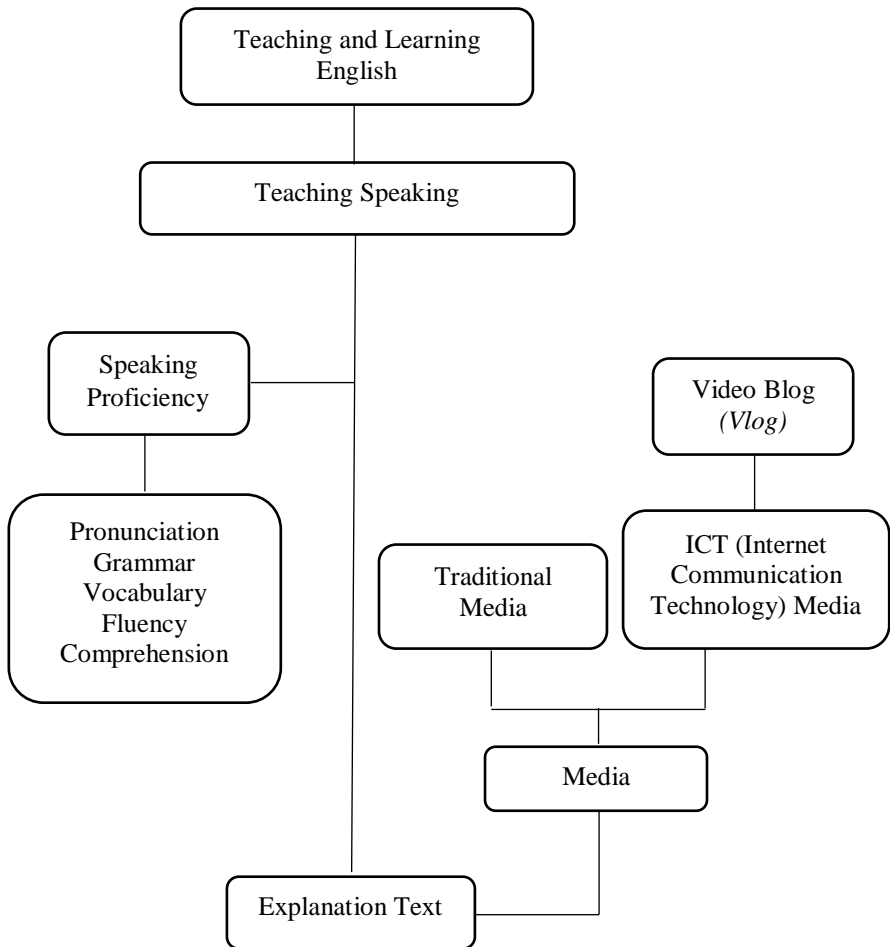 Teaching and Learning
English
Teaching Speaking
Speaking
Proficiency
Video Blog
(Vlog)
Pronunciation
Grammar
Vocabulary
Fluency
Comprehension
Traditional
Media
ICT (Internet
Communication
Technology) Media
Media
Explanation Text